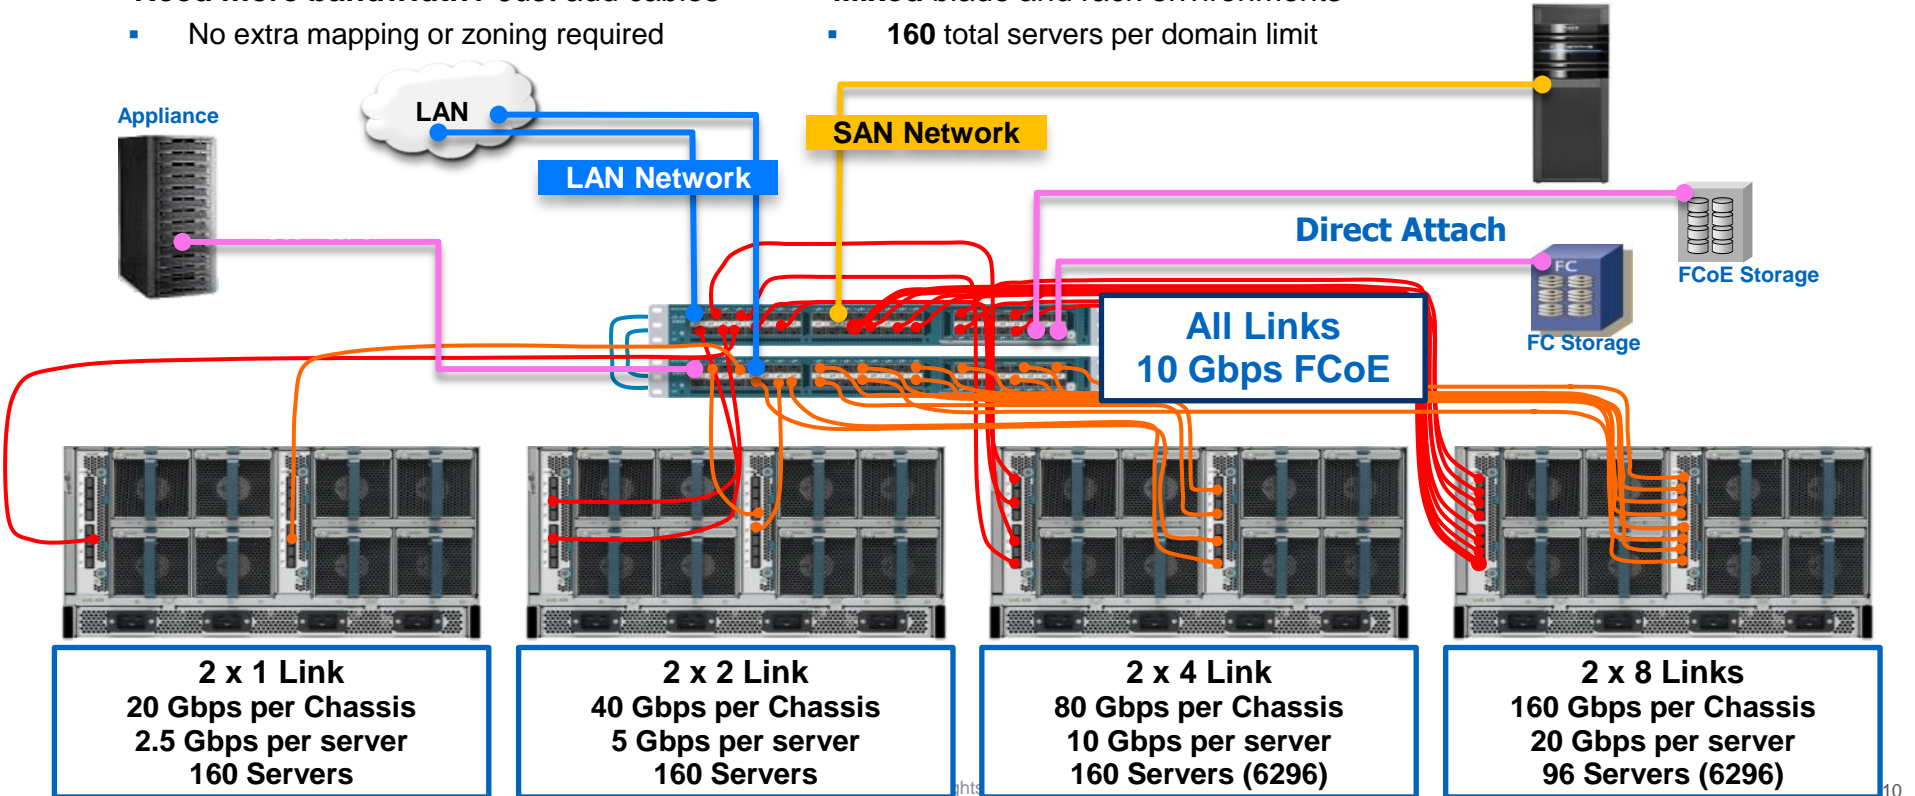 No extra mapping or zoning required
160 total servers per domain limit
Appliance
LAN
SAN Network
LAN Network
Direct Attach
FCoE Storage
FC
FC Storage
All Links
10 Gbps FCoE
2 x 1 Link
20 Gbps per Chassis
2.5 Gbps per server
160 Servers
2 x 2 Link
40 Gbps per Chassis
5 Gbps per server
160 Servers
2 x 4 Link
80 Gbps per Chassis
10 Gbps per server
160 Servers (6296)
2 x 8 Links
160 Gbps per Chassis
20 Gbps per server
96 Servers (6296)
10